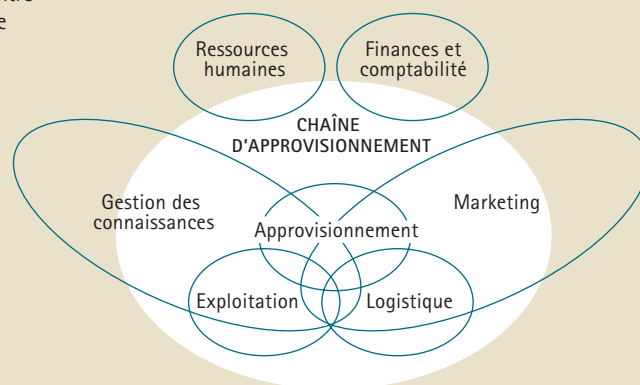 Ressources
humaines
Finances et
comptabilité
CHAÎNE
D'APPROVISIONNEMENT
Gestion des
connaissances
Marketing
Approvisionnement
Exploitation
Logistique